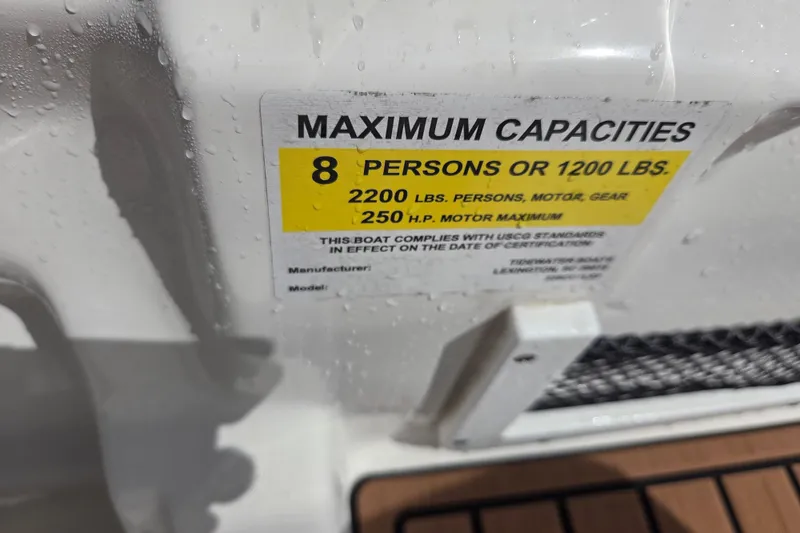 MAXIMUM CAPACITIES
8 PERSONS OR 1200 LBS.
2200 LBS. PERSONS, MOTOR, GEAR
250 H.P. MOTOR MAXIMUM
THIS BOAT COMPLIES WITH USCG STANDARDS
IN EFFECT ON THE DATE OF CERTIFICATION
Manufacturer: TIDEWATER BOATS
LEXINGTON, SC
Model: